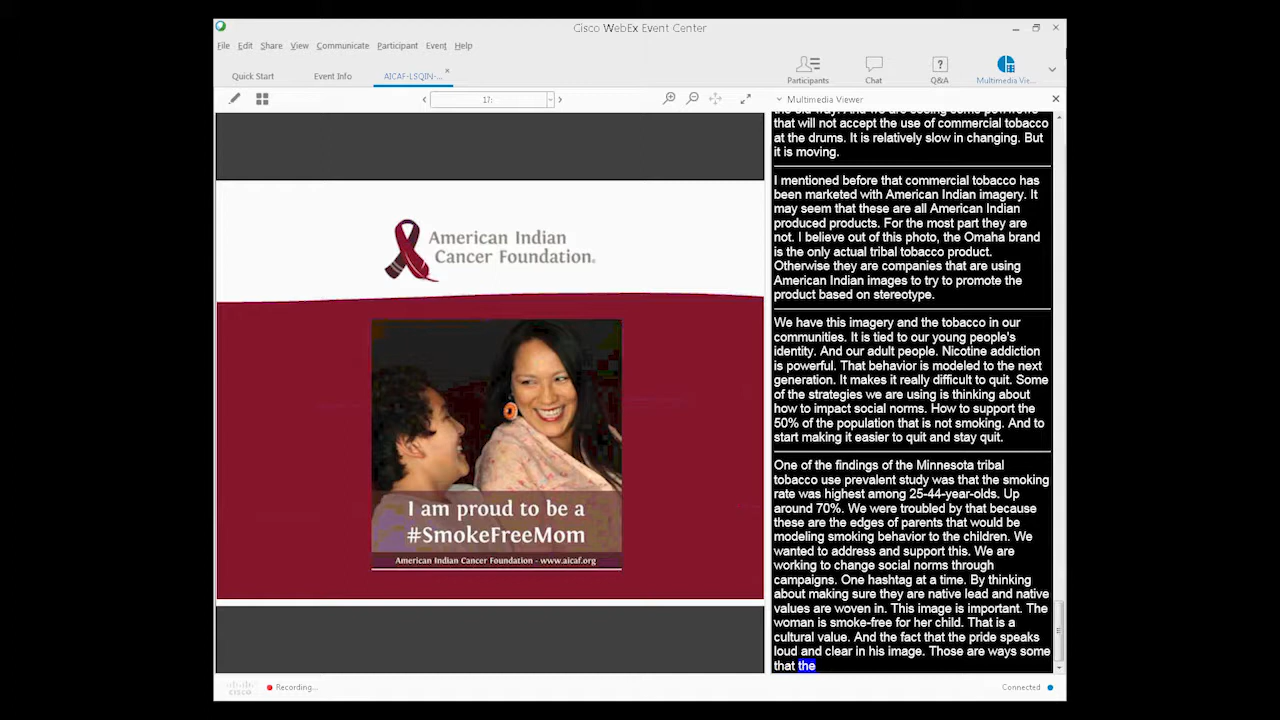 Cisco WebEx Event Center
File Edit Share View Communicate Participant Event Help
Quick Start Event Info AICAF-LSQIN-...
Participants Chat Q&A Multimedia Vie...
17:
Multimedia Viewer
American Indian
Cancer Foundation.
I am proud to be a
#SmokeFreeMom
American Indian Cancer Foundation - www.aicaf.org
that will not accept the use of commercial tobacco
at the drums. It is relatively slow in changing. But
it is moving.
I mentioned before that commercial tobacco has
been marketed with American Indian imagery. It
may seem that these are all American Indian
produced products. For the most part they are
not. I believe out of this photo, the Omaha brand
is the only actual tribal tobacco product.
Otherwise they are companies that are using
American Indian images to try to promote the
product based on stereotype.
We have this imagery and the tobacco in our
communities. It is tied to our young people's
identity. And our adult people. Nicotine addiction
is powerful. That behavior is modeled to the next
generation. It makes it really difficult to quit. Some
of the strategies we are using is thinking about
how to impact social norms. How to support the
50% of the population that is not smoking. And to
start making it easier to quit and stay quit.
One of the findings of the Minnesota tribal
tobacco use prevalent study was that the smoking
rate was highest among 25-44-year-olds. Up
around 70%. We were troubled by that because
these are the edges of parents that would be
modeling smoking behavior to the children. We
wanted to address and support this. We are
working to change social norms through
campaigns. One hashtag at a time. By thinking
about making sure they are native lead and native
values are woven in. This image is important. The
woman is smoke-free for her child. That is a
cultural value. And the fact that the pride speaks
loud and clear in his image. Those are ways some
that the
cisco Recording...
Connected